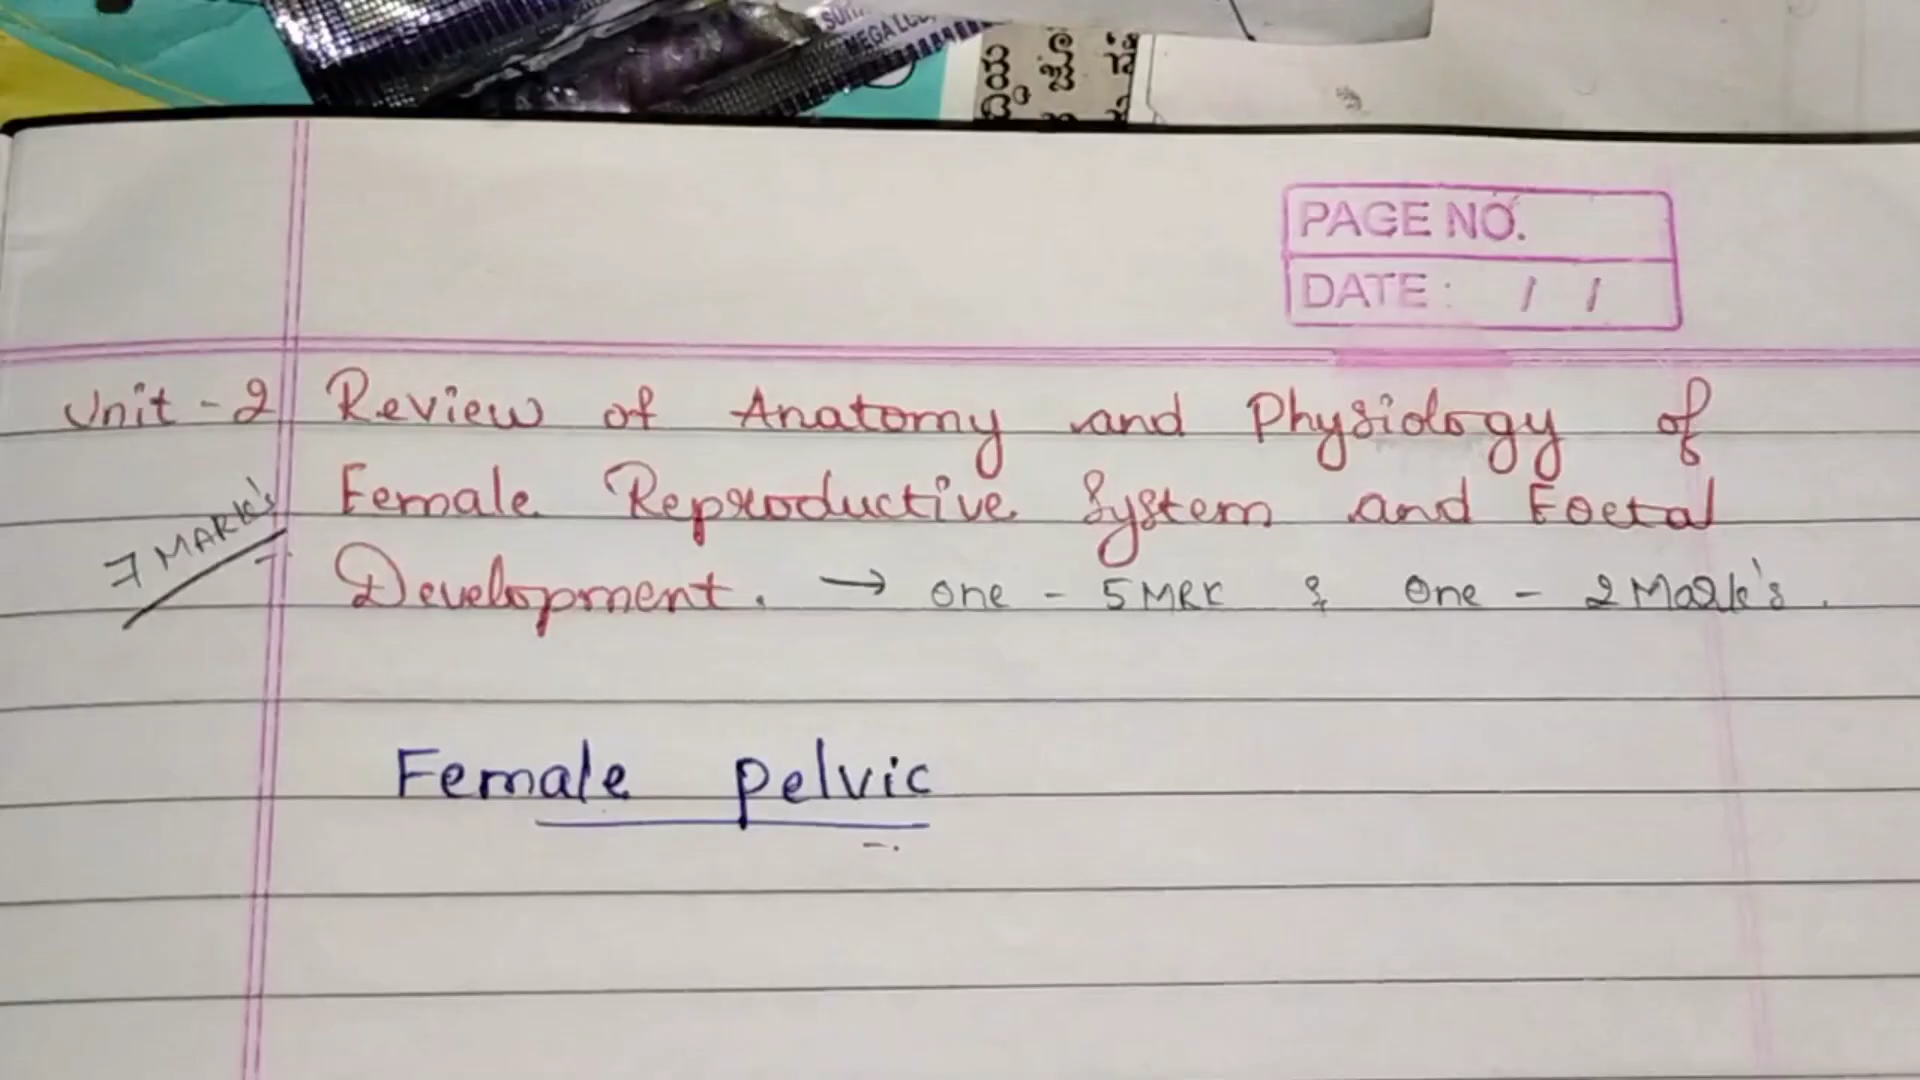 MEGA
PAGE NO.
DATE: / /
Unit - 2 Review of Anatomy and Physiology of
Female Reproductive System and Foetal
7 MARK's
Development. → one - 5 MRK & one - 2 Mark's.
Female pelvic